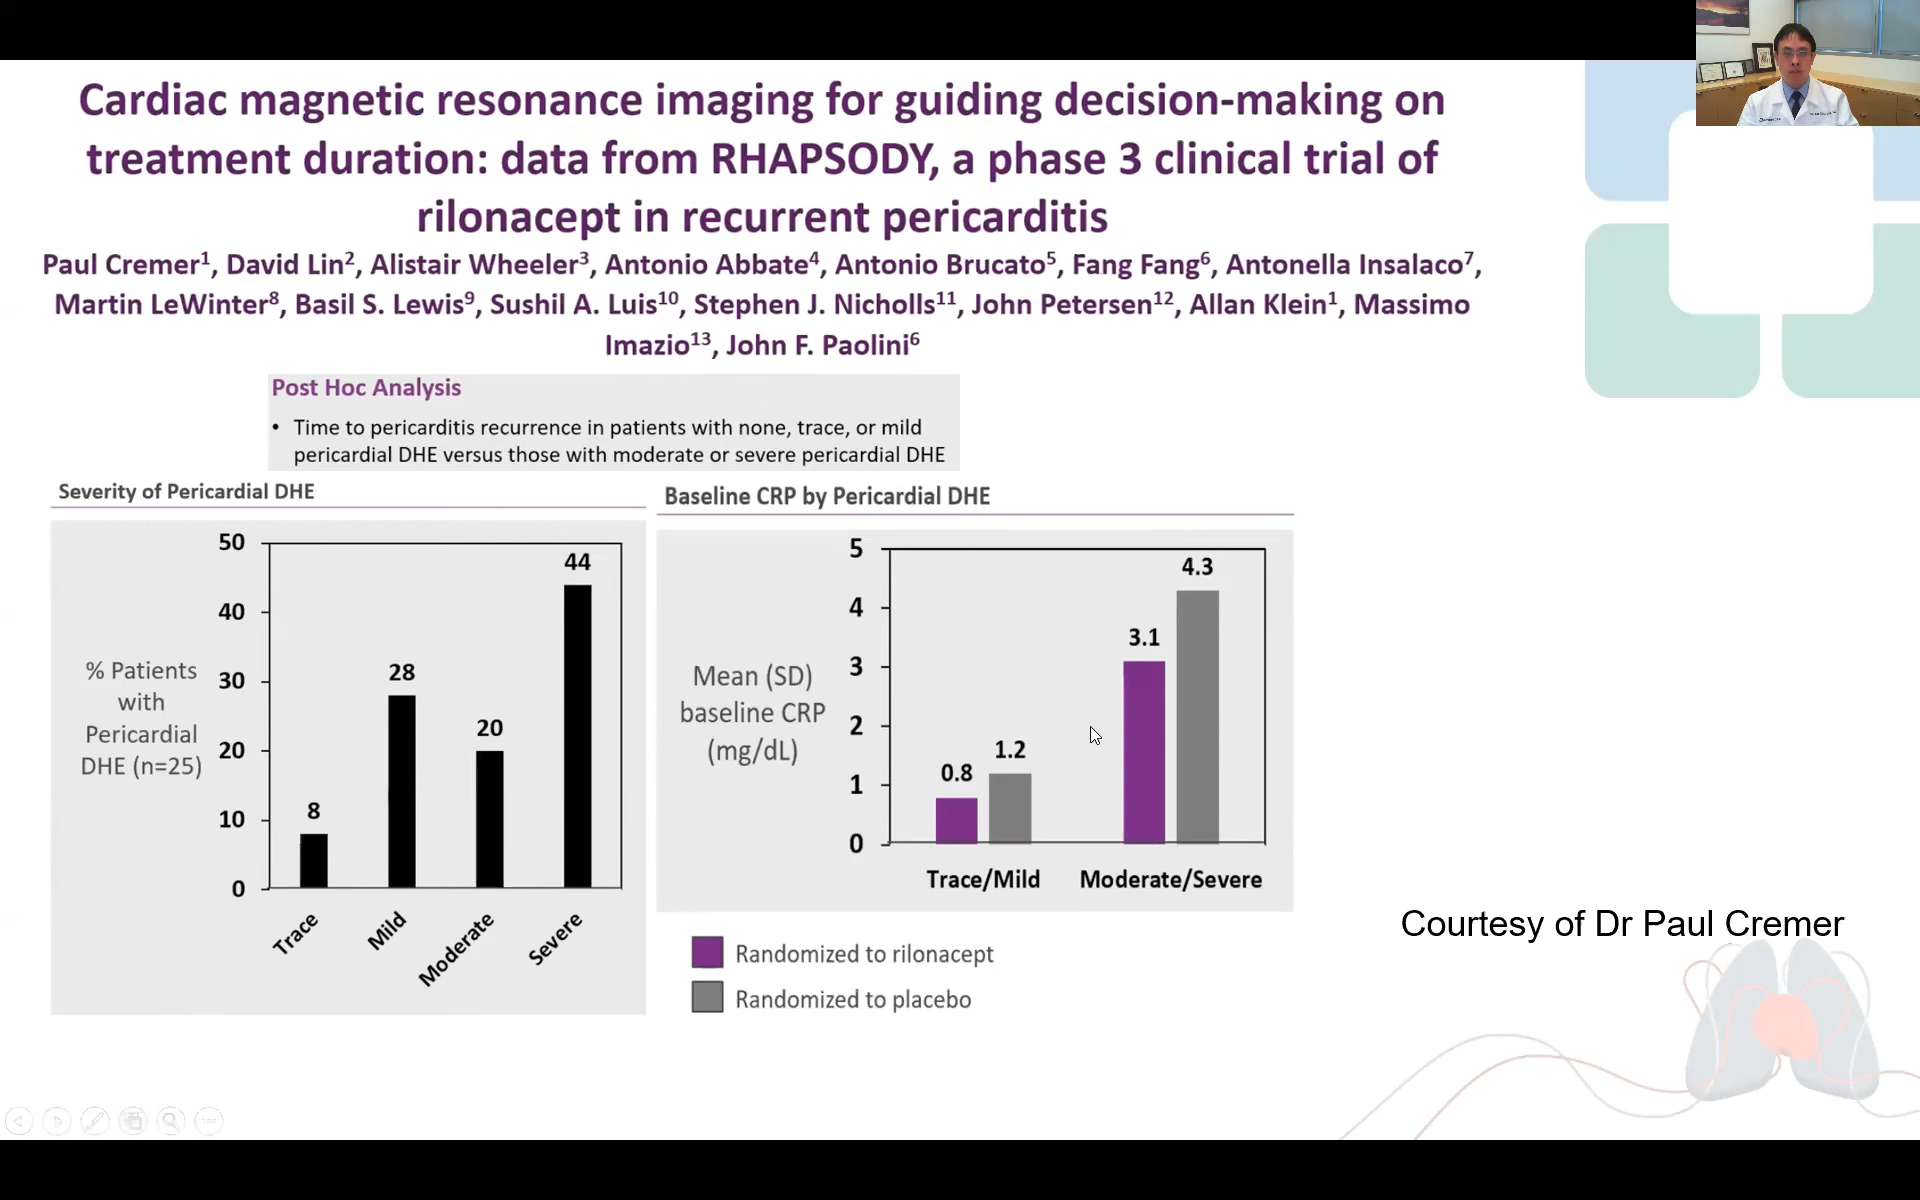 Cardiac magnetic resonance imaging for guiding decision-making on
treatment duration: data from RHAPSODY, a phase 3 clinical trial of
rilonacept in recurrent pericarditis
Paul Cremer1, David Lin2, Alistair Wheeler3, Antonio Abbate4, Antonio Brucato5, Fang Fang6, Antonella Insalaco7,
Martin LeWinter8, Basil S. Lewis9, Sushil A. Luis10, Stephen J. Nicholls11, John Petersen12, Allan Klein1, Massimo
Imazio13, John F. Paolini6
Post Hoc Analysis
• Time to pericarditis recurrence in patients with none, trace, or mild
pericardial DHE versus those with moderate or severe pericardial DHE
Severity of Pericardial DHE
% Patients
with
Pericardial
DHE (n=25)
50
40
30
20
10
0
8
28
20
44
Trace
Mild
Moderate
Severe
Baseline CRP by Pericardial DHE
Mean (SD)
baseline CRP
(mg/dL)
5
4
3
2
1
0
0.8
1.2
3.1
4.3
Trace/Mild
Moderate/Severe
Randomized to rilonacept
Randomized to placebo
Courtesy of Dr Paul Cremer